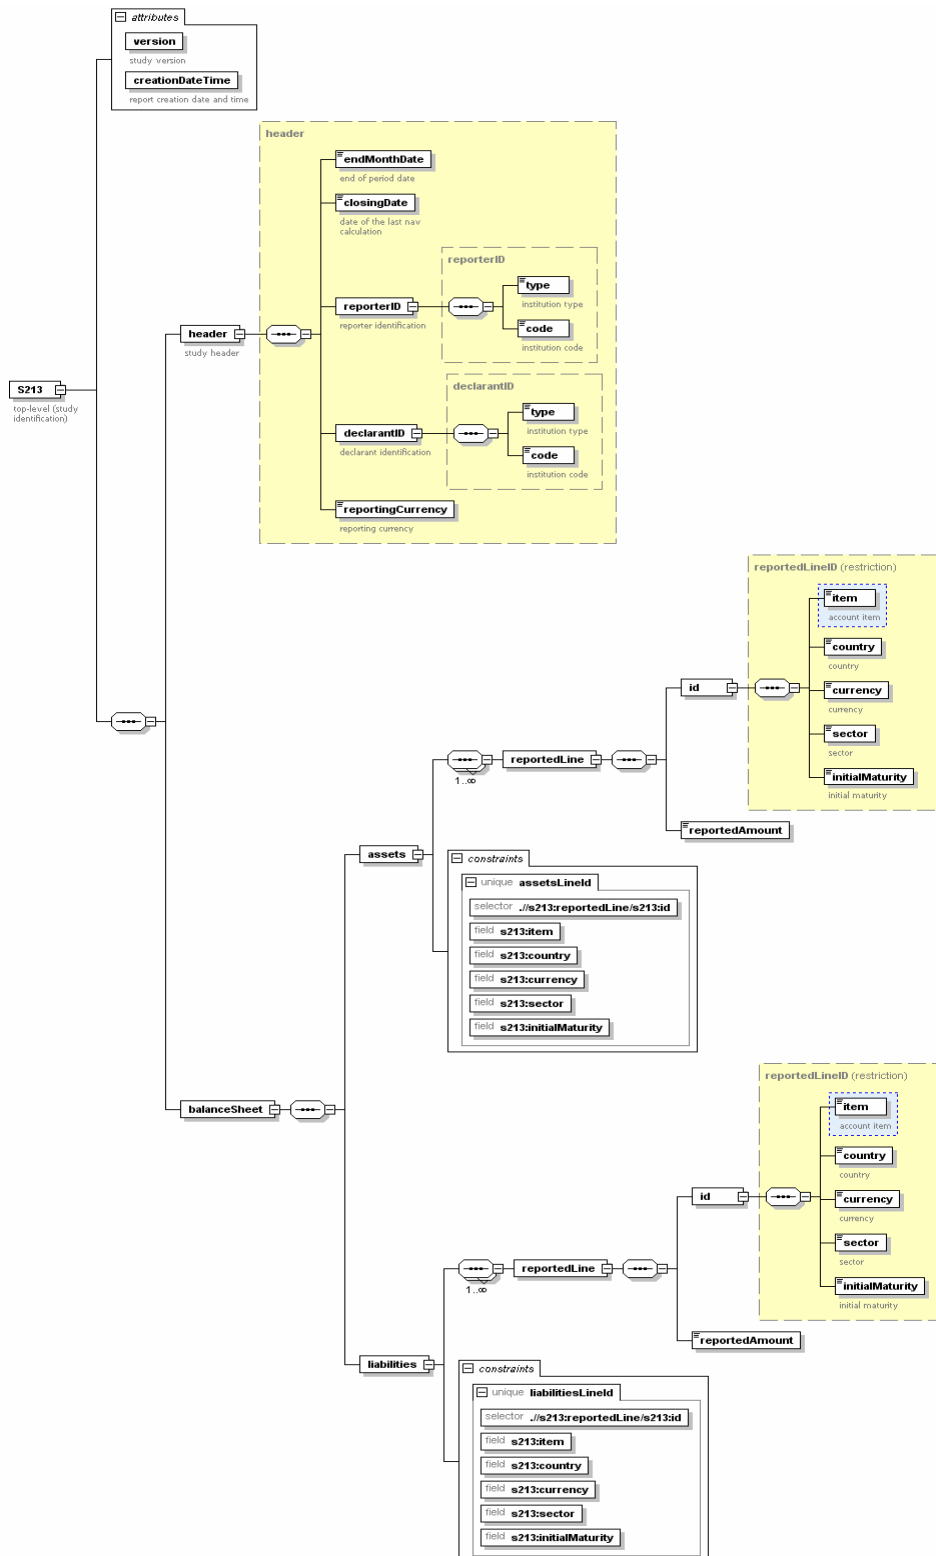 attributes
version
study version
creationDateTime
report creation date and time
header
endMonthDate
end of period date
closingDate
date of the last nav
calculation
reporterID
type
institution type
reporterID
reporter identification
code
institution code
header
study header
declarantID
type
institution type
declarantID
declarant identification
code
institution code
S213
top-level (study
identification)
reportingCurrency
reporting currency
reportedLineID (restriction)
item
account item
country
country
id
currency
currency
sector
sector
initialMaturity
initial maturity
reportedLine
1..∞
reportedAmount
assets
constraints
unique assetsLineId
selector .//s213:reportedLine/s213:id
field s213:item
field s213:country
field s213:currency
field s213:sector
field s213:initialMaturity
balanceSheet
reportedLineID (restriction)
item
account item
country
country
id
currency
currency
sector
sector
initialMaturity
initial maturity
reportedLine
1..∞
reportedAmount
liabilities
constraints
unique liabilitiesLineId
selector .//s213:reportedLine/s213:id
field s213:item
field s213:country
field s213:currency
field s213:sector
field s213:initialMaturity